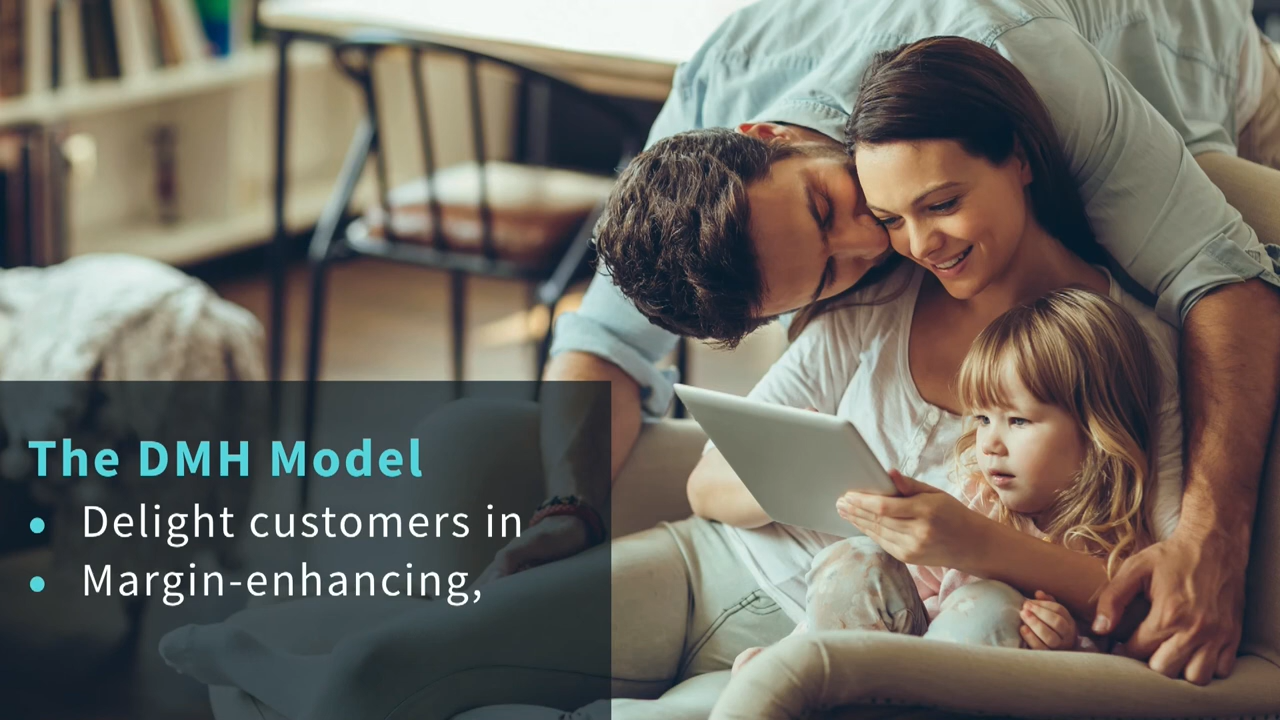 The DMH Model
• Delight customers in
• Margin-enhancing,